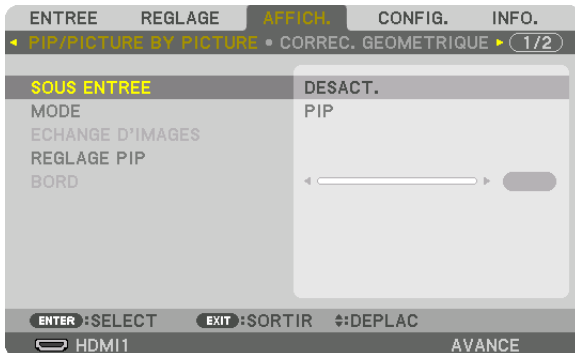 ENTREE REGLAGE AFFICH. CONFIG. INFO.
PIP/PICTURE BY PICTURE • CORREC. GEOMETRIQUE 1/2
SOUS ENTREE DESACT.
MODE PIP
ECHANGE D'IMAGES
REGLAGE PIP
BORD
ENTER :SELECT EXIT :SORTIR :DEPLAC
HDMI1 AVANCE